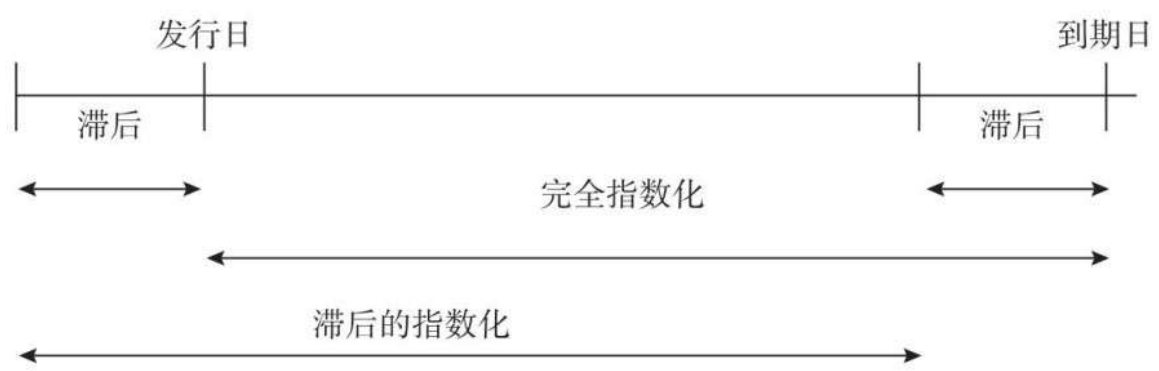 发行日 到期日
滞后 滞后
完全指数化
滞后的指数化